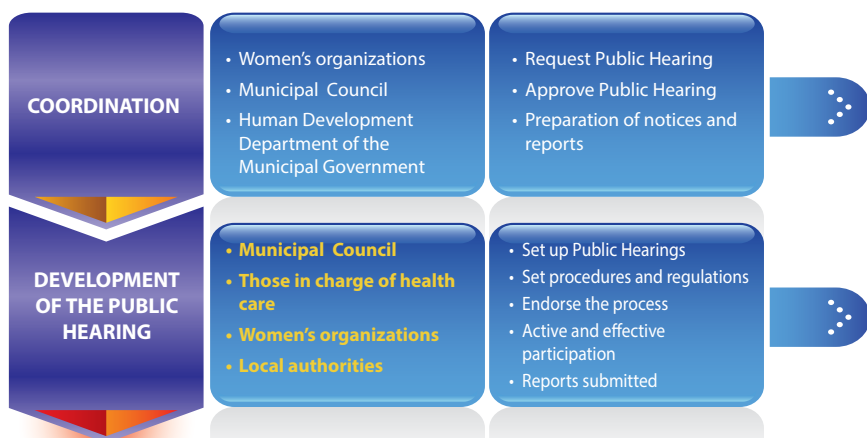 COORDINATION
• Women’s organizations
• Municipal Council
• Human Development
Department of the
Municipal Government
• Request Public Hearing
• Approve Public Hearing
• Preparation of notices and
reports
DEVELOPMENT
OF THE PUBLIC
HEARING
• Municipal Council
• Those in charge of health
care
• Women’s organizations
• Local authorities
• Set up Public Hearings
• Set procedures and regulations
• Endorse the process
• Active and effective
participation
• Reports submitted